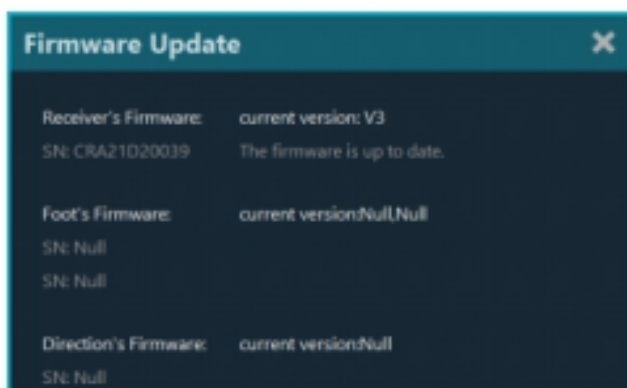 Firmware Update
Receiver's Firmware: current version: V3
SN: CRA21D20039 The firmware is up to date.
Foot's Firmware: current version:Null,Null
SN: Null
SN: Null
Direction's Firmware: current version:Null
SN: Null